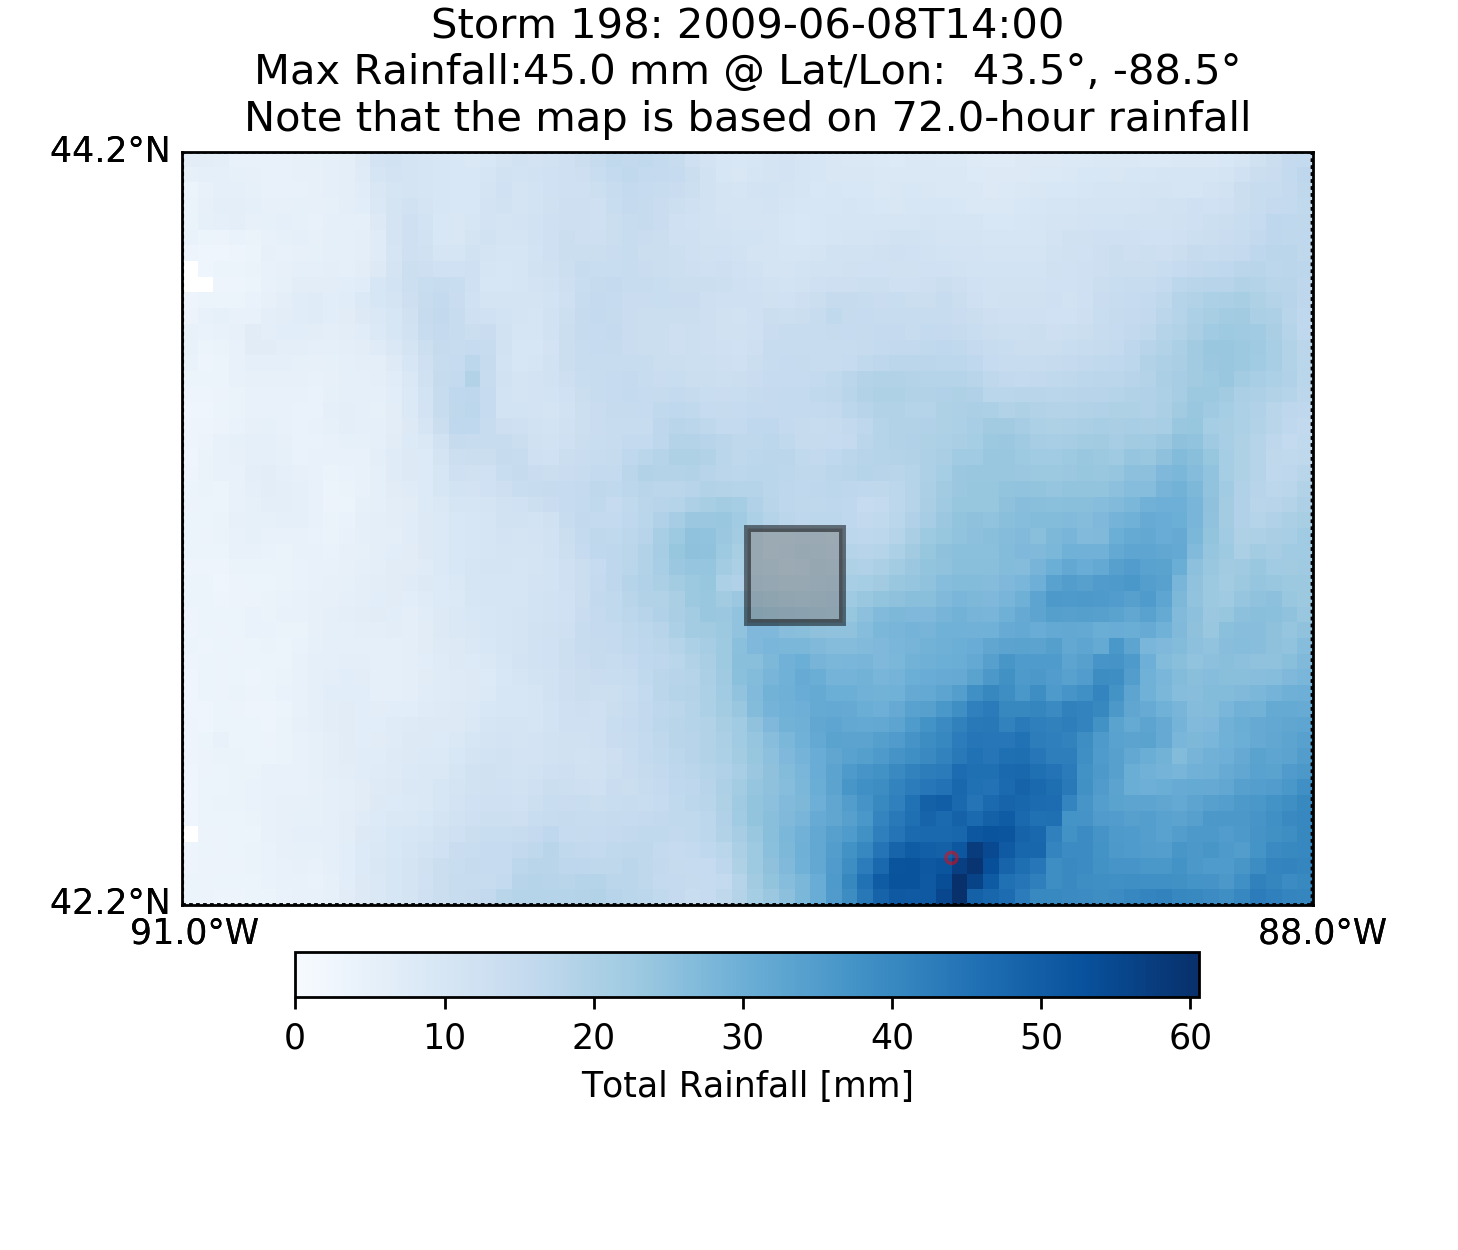 Storm 198: 2009-06-08T14:00
Max Rainfall:45.0 mm @ Lat/Lon:  43.5°, -88.5°
Note that the map is based on 72.0-hour rainfall
44.2°N
42.2°N
91.0°W 88.0°W
0 10 20 30 40 50 60
Total Rainfall [mm]